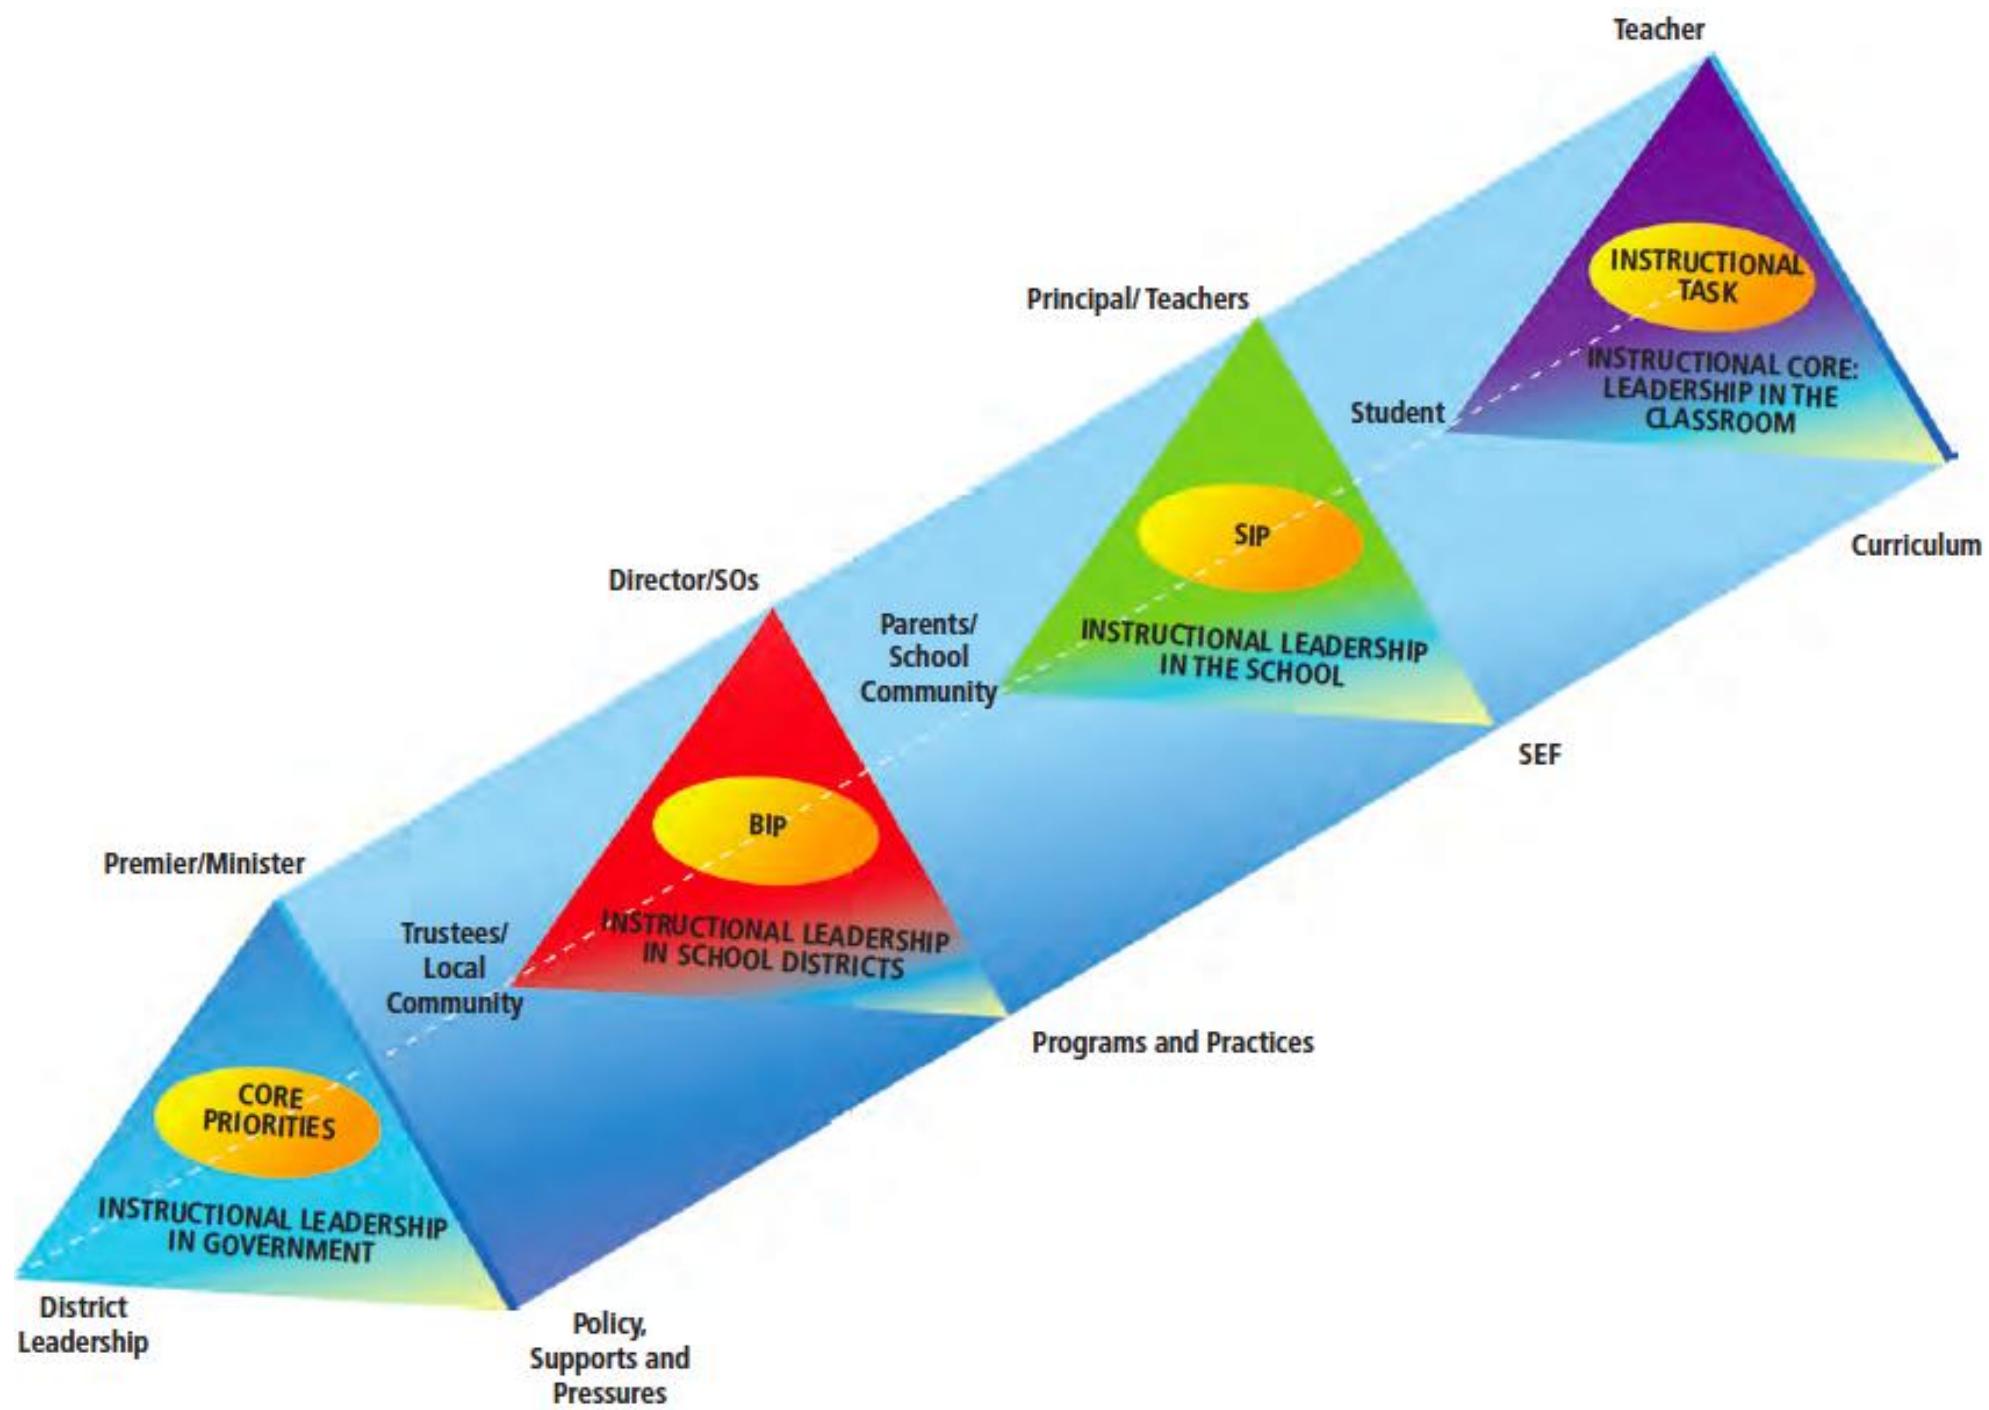 Teacher
INSTRUCTIONAL
TASK
INSTRUCTIONAL CORE:
LEADERSHIP IN THE
CLASSROOM
Student
Curriculum
Principal/ Teachers
SIP
INSTRUCTIONAL LEADERSHIP
IN THE SCHOOL
Parents/
School
Community
SEF
Director/SOs
BIP
INSTRUCTIONAL LEADERSHIP
IN SCHOOL DISTRICTS
Trustees/
Local
Community
Programs and Practices
Premier/Minister
CORE
PRIORITIES
INSTRUCTIONAL LEADERSHIP
IN GOVERNMENT
District
Leadership
Policy,
Supports and
Pressures